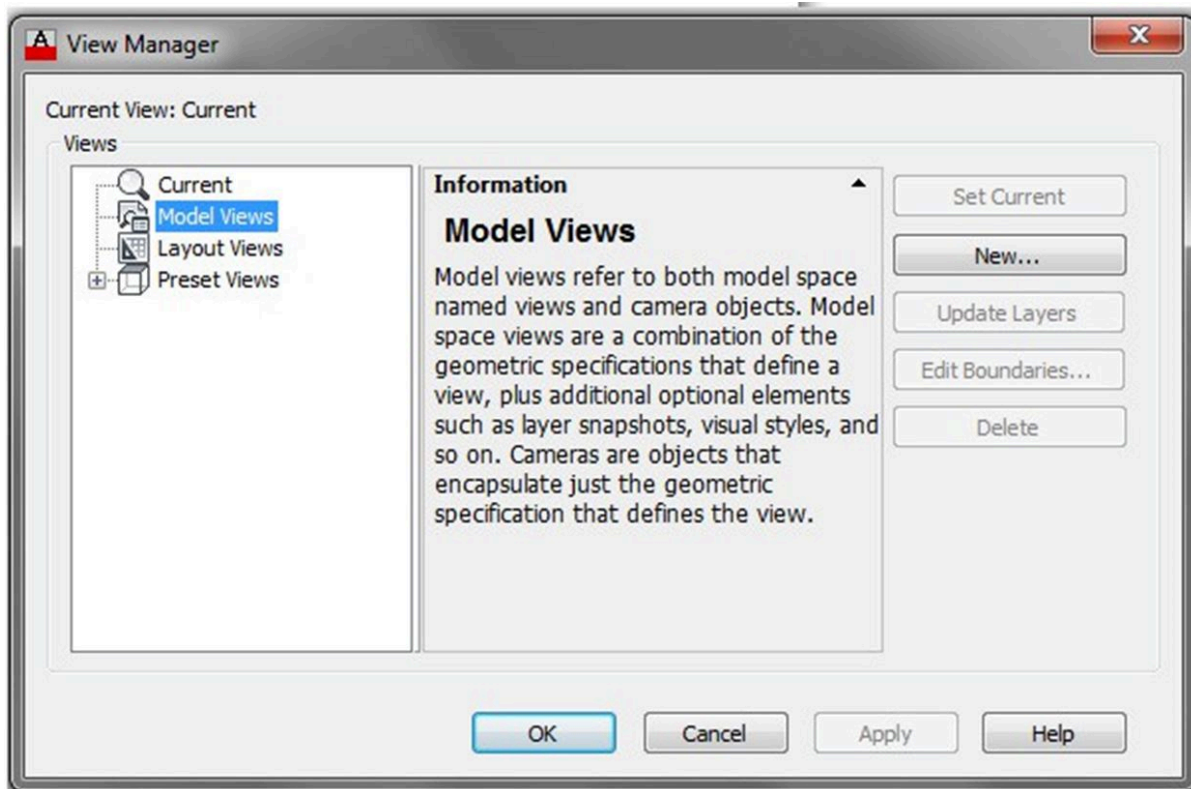 View Manager
Current View: Current
Views
Current
Model Views
Layout Views
Preset Views
Information
Model Views
Model views refer to both model space
named views and camera objects. Model
space views are a combination of the
geometric specifications that define a
view, plus additional optional elements
such as layer snapshots, visual styles, and
so on. Cameras are objects that
encapsulate just the geometric
specification that defines the view.
Set Current
New...
Update Layers
Edit Boundaries...
Delete
OK
Cancel
Apply
Help